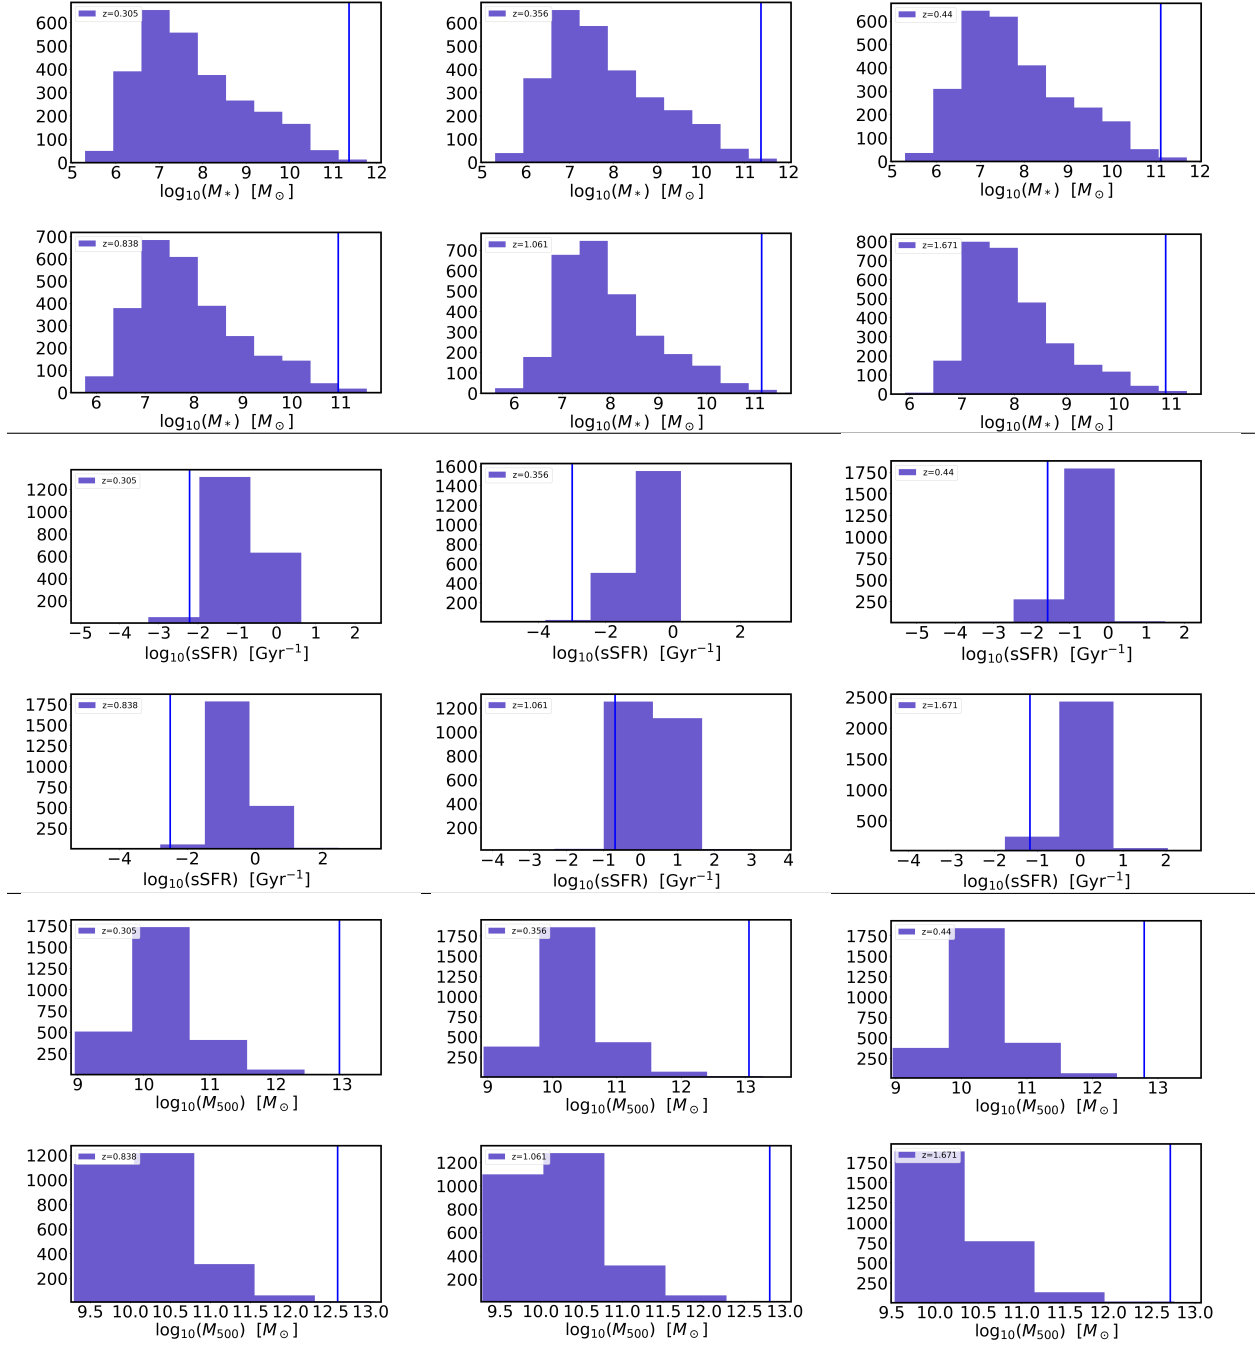 z=0.305
600
500
400
300
200
100
0
5 6 7 8 9 10 11 12
log10(M*) [M⊙]
z=0.356
600
500
400
300
200
100
0
5 6 7 8 9 10 11 12
log10(M*) [M⊙]
z=0.44
600
500
400
300
200
100
0
5 6 7 8 9 10 11 12
log10(M*) [M⊙]
z=0.838
700
600
500
400
300
200
100
0
6 7 8 9 10 11
log10(M*) [M⊙]
z=1.061
700
600
500
400
300
200
100
0
6 7 8 9 10 11
log10(M*) [M⊙]
z=1.671
800
700
600
500
400
300
200
100
0
6 7 8 9 10 11
log10(M*) [M⊙]
z=0.305
1200
1000
800
600
400
200
−5 −4 −3 −2 −1 0 1 2
log10(sSFR) [Gyr−1]
z=0.356
1600
1400
1200
1000
800
600
400
200
−4 −2 0 2
log10(sSFR) [Gyr−1]
z=0.44
1750
1500
1250
1000
750
500
250
−5 −4 −3 −2 −1 0 1 2
log10(sSFR) [Gyr−1]
z=0.838
1750
1500
1250
1000
750
500
250
−4 −2 0 2
log10(sSFR) [Gyr−1]
z=1.061
1200
1000
800
600
400
200
−4 −3 −2 −1 0 1 2 3 4
log10(sSFR) [Gyr−1]
z=1.671
2500
2000
1500
1000
500
−4 −3 −2 −1 0 1 2
log10(sSFR) [Gyr−1]
z=0.305
1750
1500
1250
1000
750
500
250
9 10 11 12 13
log10(M500) [M⊙]
z=0.356
1750
1500
1250
1000
750
500
250
9 10 11 12 13
log10(M500) [M⊙]
z=0.44
1750
1500
1250
1000
750
500
250
9 10 11 12 13
log10(M500) [M⊙]
z=0.838
1200
1000
800
600
400
200
9.5 10.0 10.5 11.0 11.5 12.0 12.5 13.0
log10(M500) [M⊙]
z=1.061
1200
1000
800
600
400
200
9.5 10.0 10.5 11.0 11.5 12.0 12.5 13.0
log10(M500) [M⊙]
z=1.671
1750
1500
1250
1000
750
500
250
9.5 10.0 10.5 11.0 11.5 12.0 12.5 13.0
log10(M500) [M⊙]